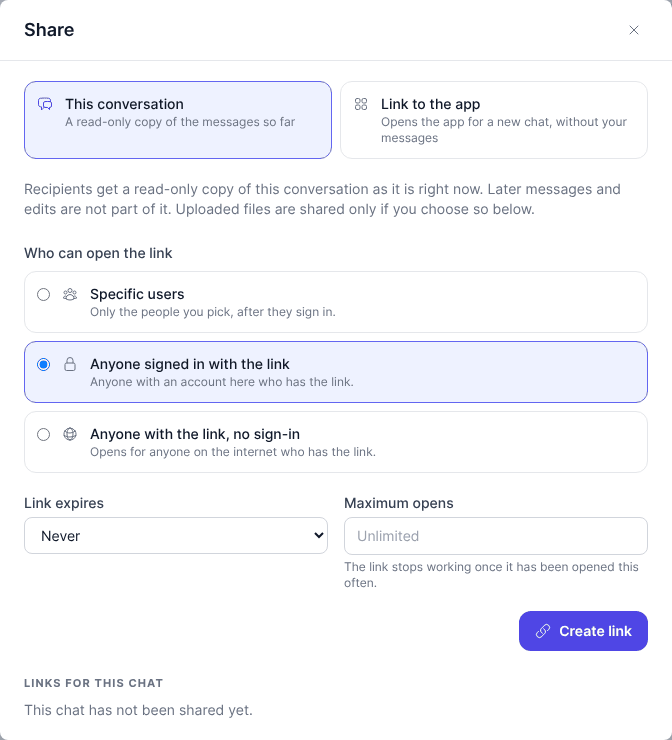 Share
This conversation
A read-only copy of the messages so far
Link to the app
Opens the app for a new chat, without your
messages
Recipients get a read-only copy of this conversation as it is right now. Later messages and
edits are not part of it. Uploaded files are shared only if you choose so below.
Who can open the link
Specific users
Only the people you pick, after they sign in.
Anyone signed in with the link
Anyone with an account here who has the link.
Anyone with the link, no sign-in
Opens for anyone on the internet who has the link.
Link expires
Never
Maximum opens
Unlimited
The link stops working once it has been opened this
often.
Create link
LINKS FOR THIS CHAT
This chat has not been shared yet.